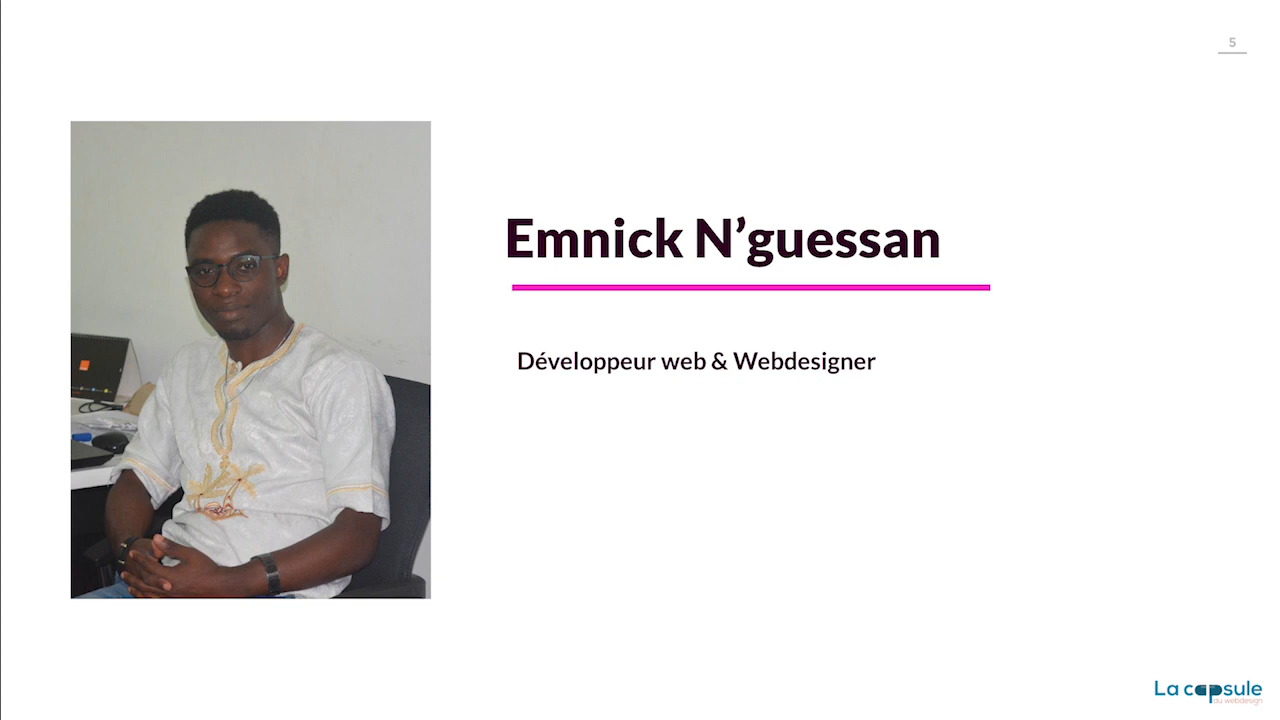 5
Emnick N’guessan
Développeur web & Webdesigner
La capsule
du webdesign